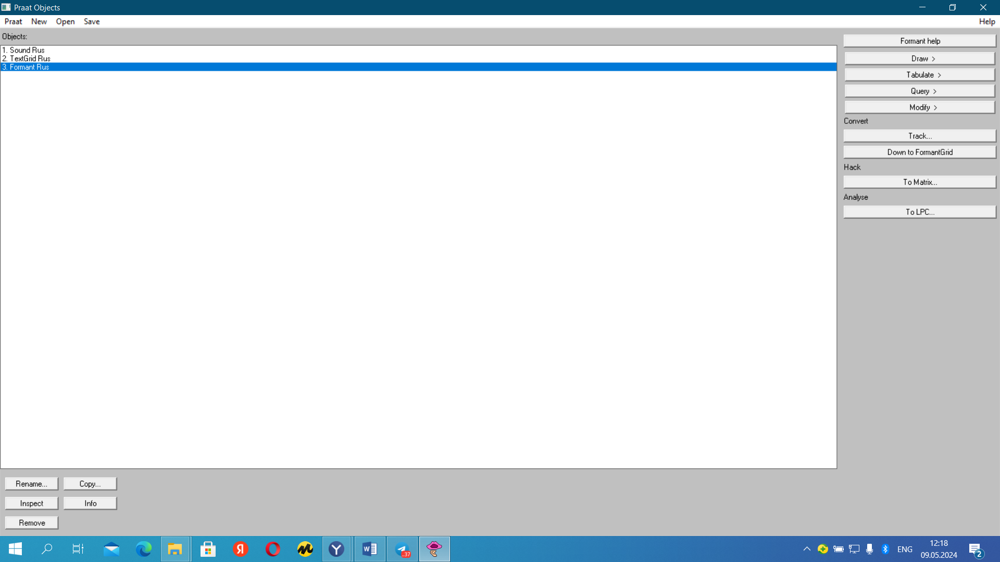 Praat Objects
Praat New Open Save Help
Objects:
1. Sound Rus
2. TextGrid Rus
3. Formant Rus
Formant help
Draw >
Tabulate >
Query >
Modify >
Convert
Track...
Down to FormantGrid
Hack
To Matrix...
Analyse
To LPC...
Rename... Copy...
Inspect Info
Remove
Я
Y
W
..37
ENG
12:18
09.05.2024
2